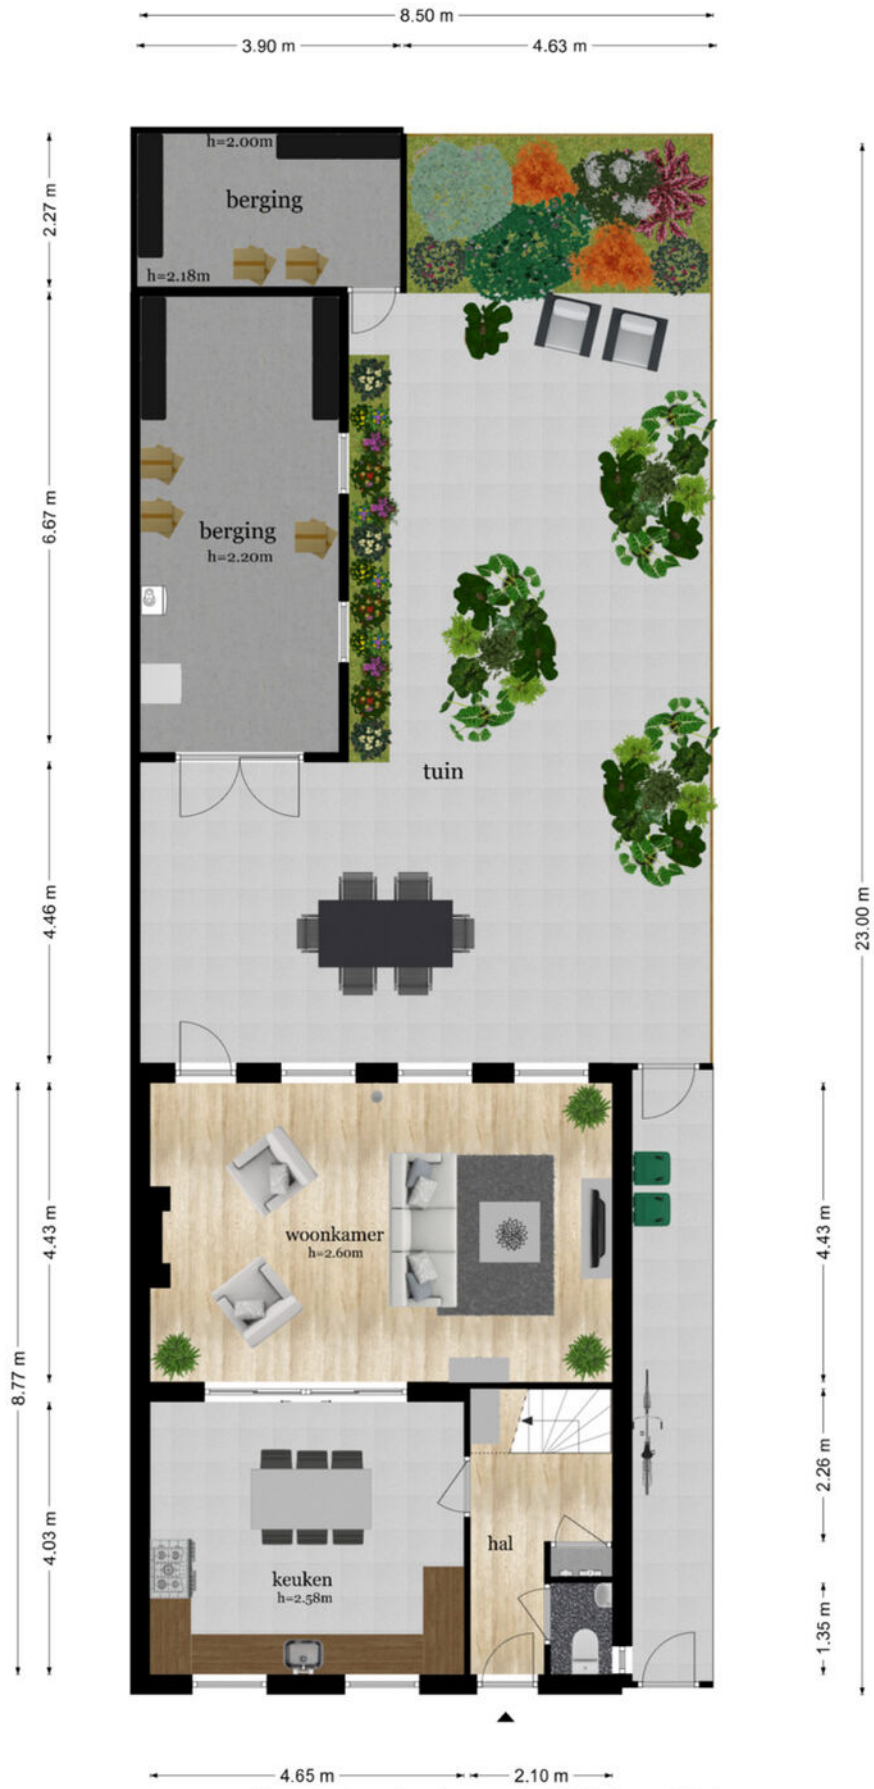 8.50 m
3.90 m
4.63 m
h=2.00m
berging
2.27 m
h=2.18m
6.67 m
berging
h=2.20m
tuin
4.46 m
23.00 m
woonkamer
h=2.60m
4.43 m
4.43 m
8.77 m
2.26 m
hal
4.03 m
keuken
h=2.58m
1.35 m
4.65 m
2.10 m